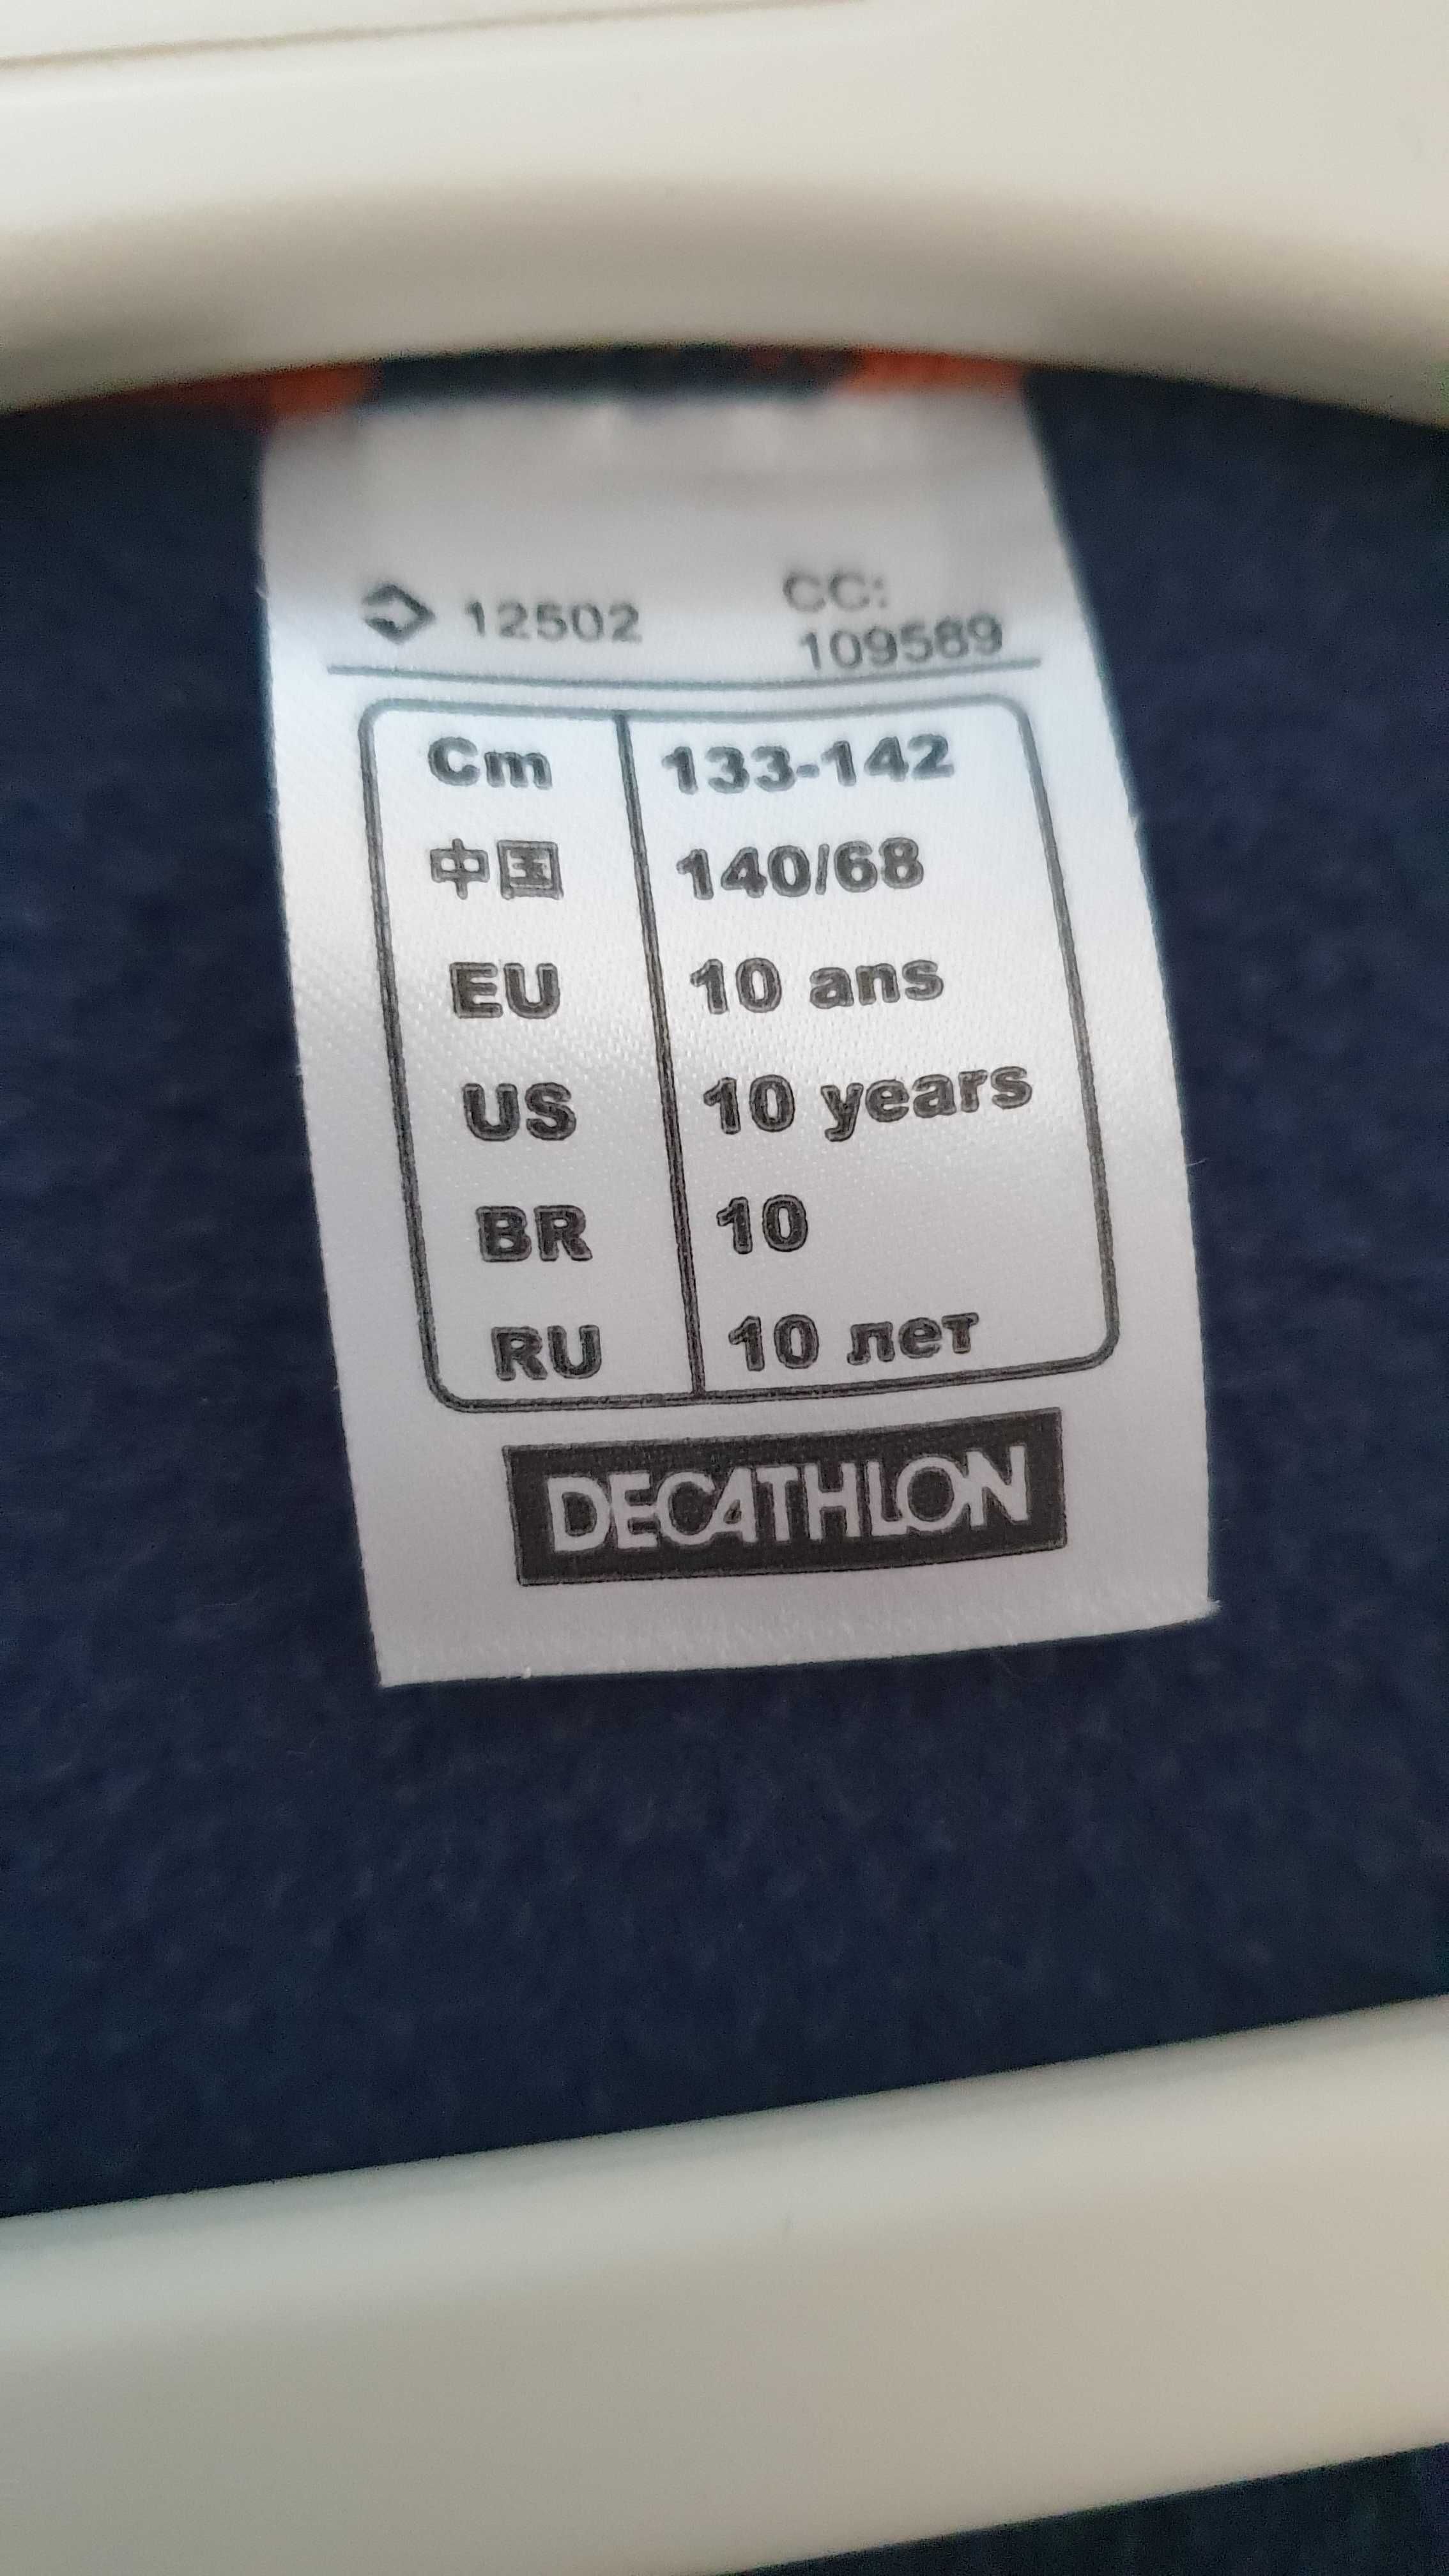 12502 CC:
109589
Cm 133-142
中国 140/68
EU 10 ans
US 10 years
BR 10
RU 10 лет
DECATHLON